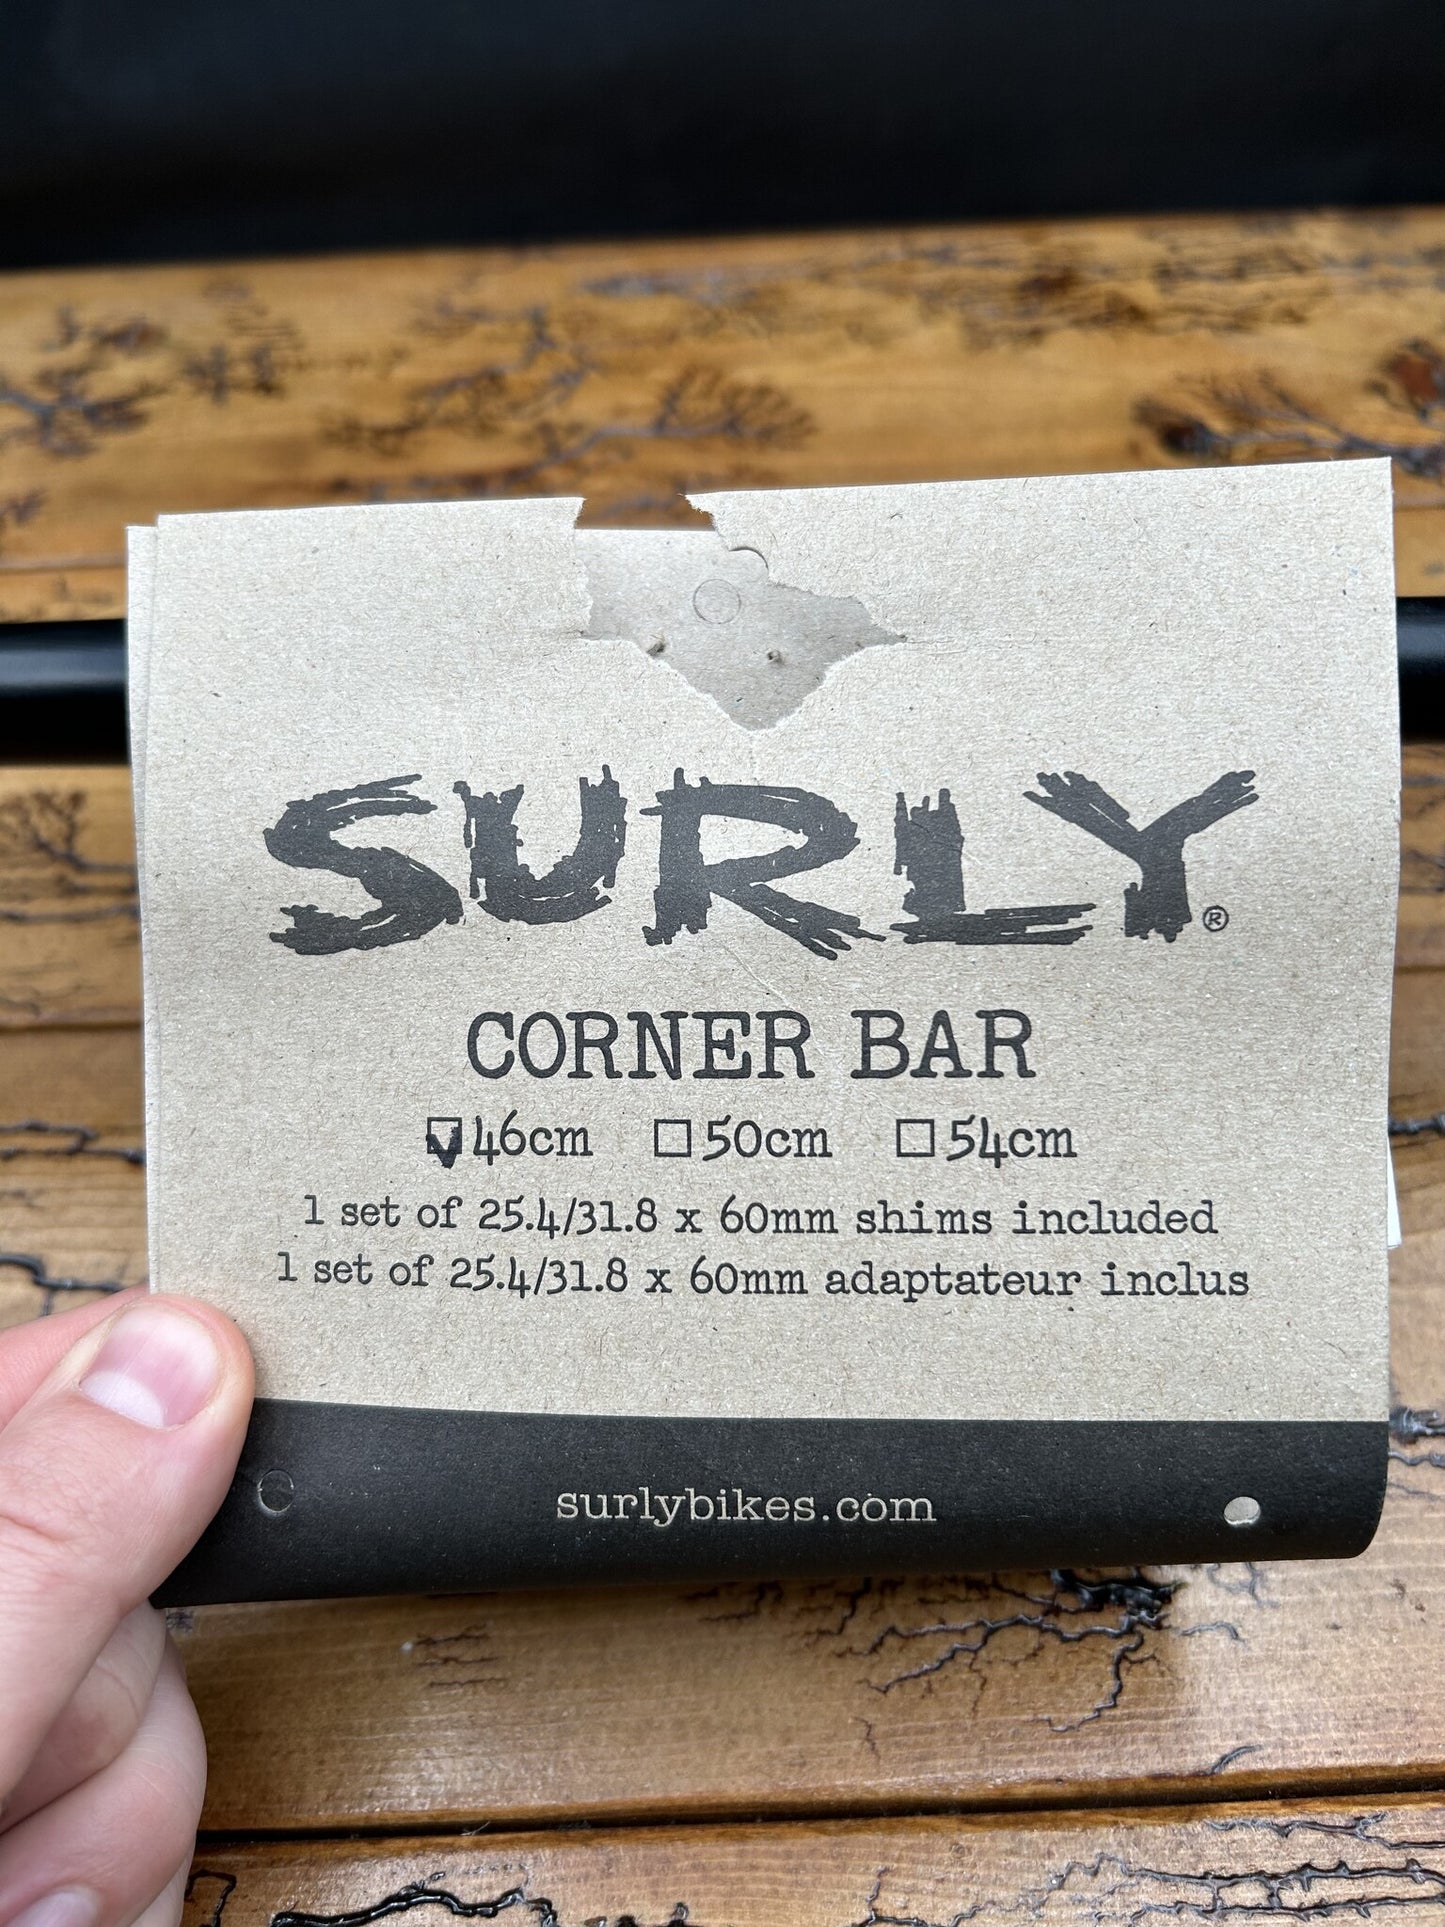 SURLY®
CORNER BAR
☑46cm ☐50cm ☐54cm
1 set of 25.4/31.8 x 60mm shims included
1 set of 25.4/31.8 x 60mm adaptateur inclus
surlybikes.com